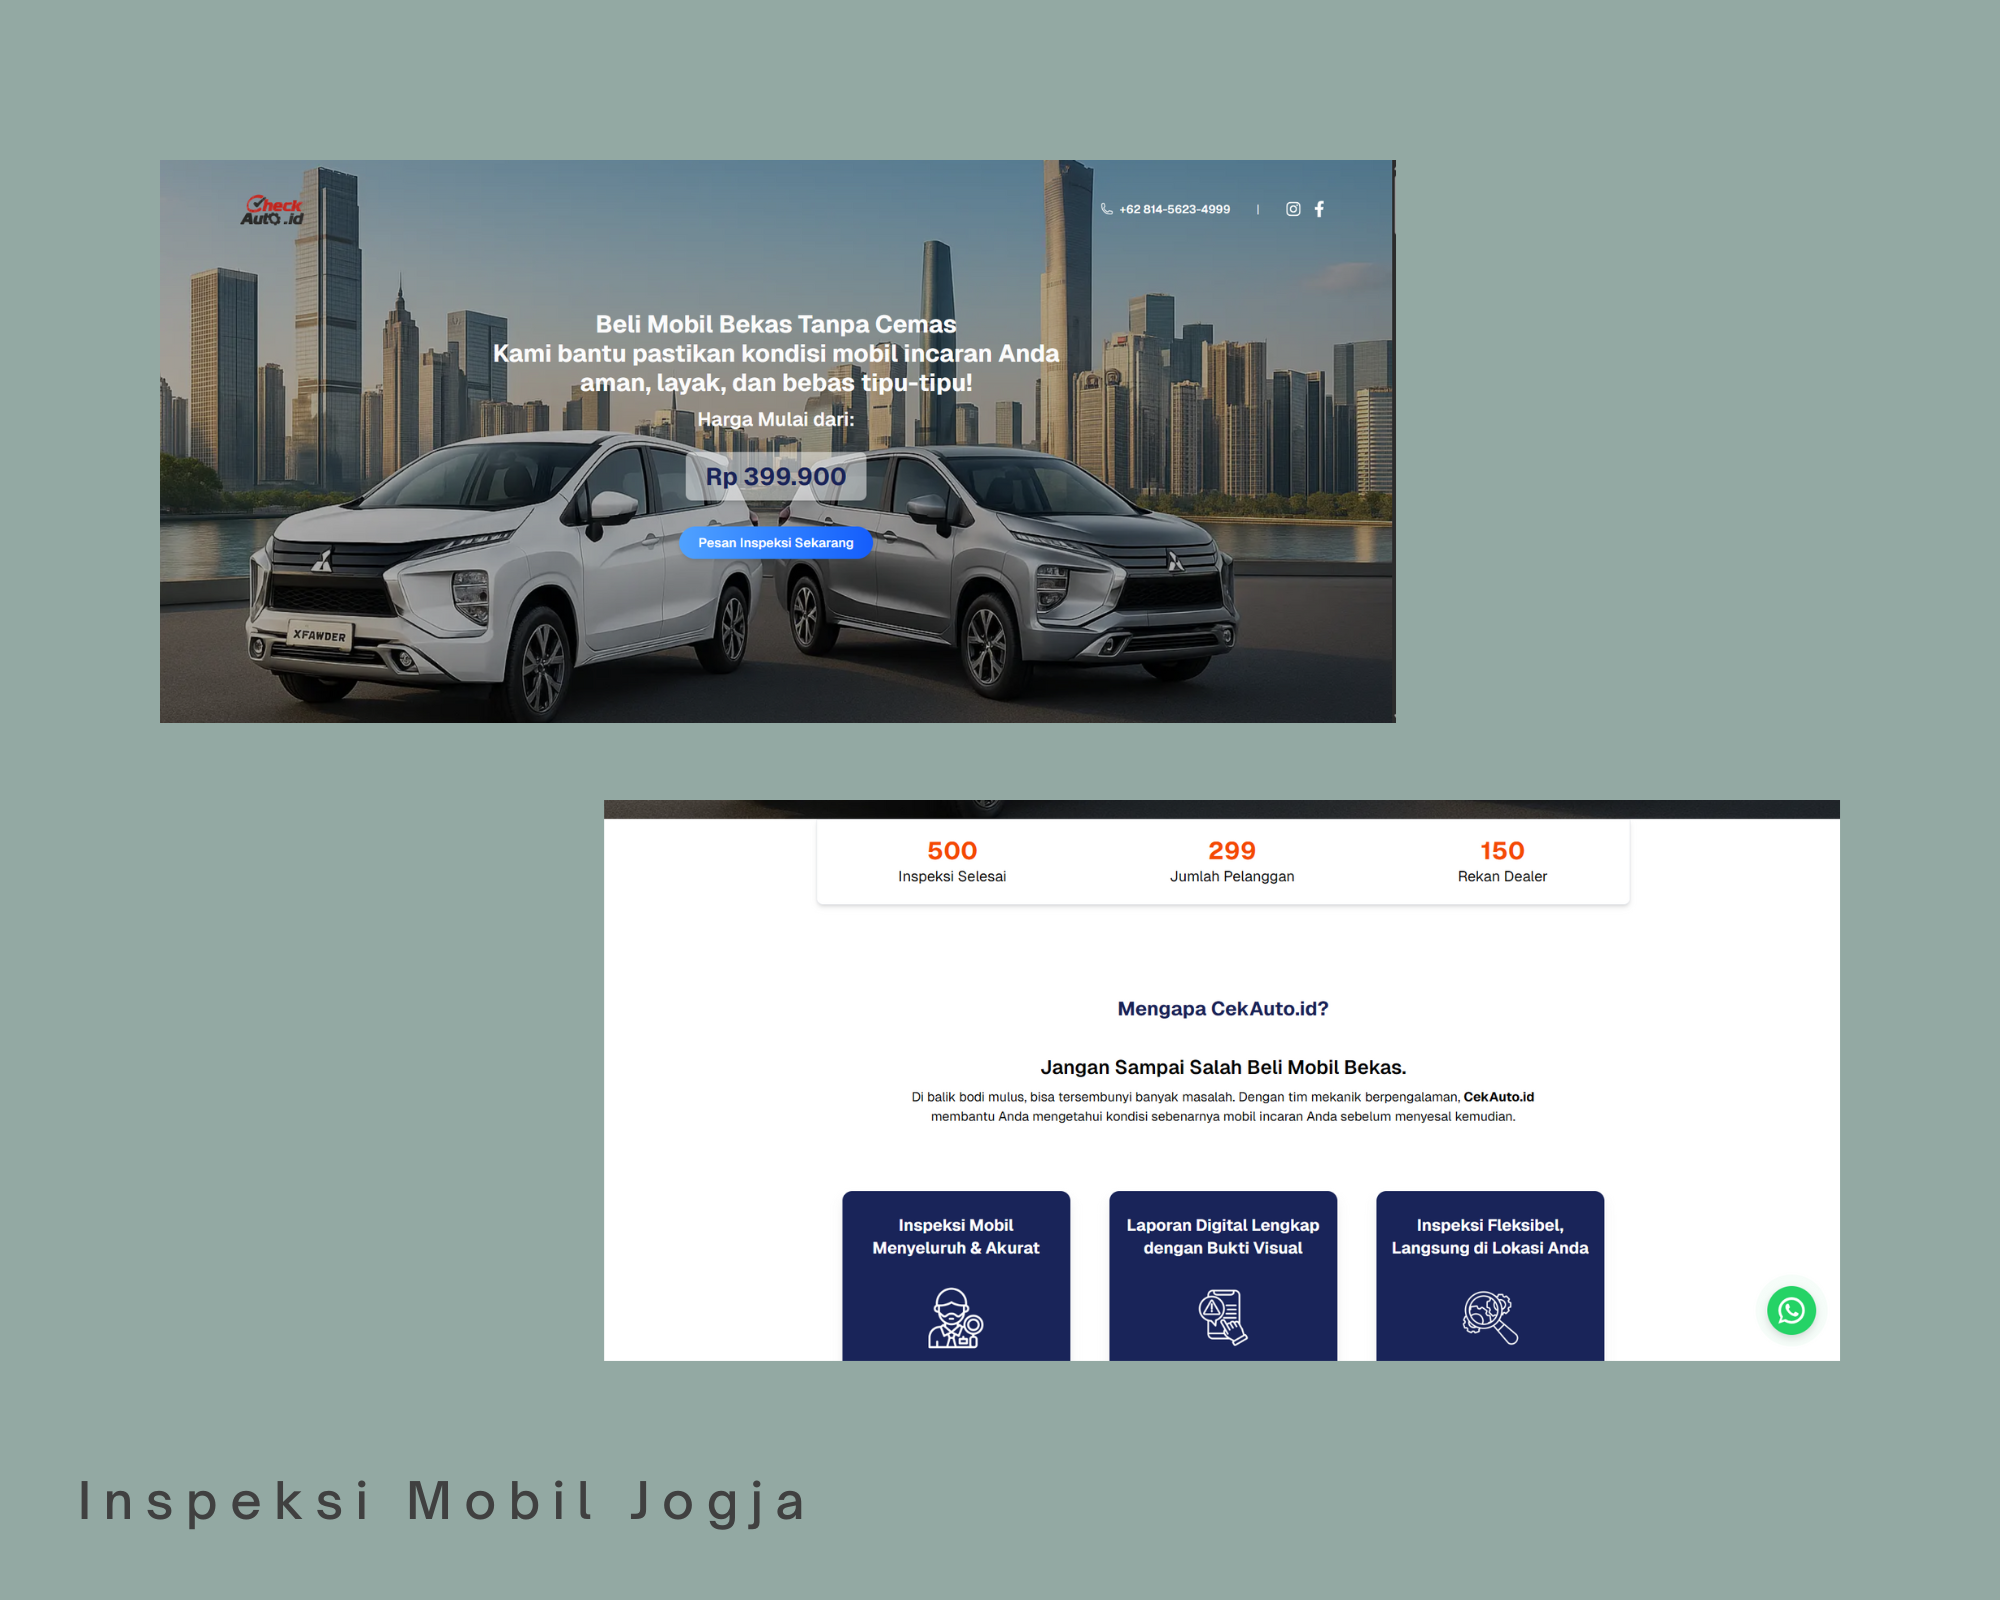 Check
Auto.id
+62 814-5623-4999 |
Beli Mobil Bekas Tanpa Cemas
Kami bantu pastikan kondisi mobil incaran Anda
aman, layak, dan bebas tipu-tipu!
Harga Mulai dari:
Rp 399.900
Pesan Inspeksi Sekarang
XFAWDER
500
Inspeksi Selesai
299
Jumlah Pelanggan
150
Rekan Dealer
Mengapa CekAuto.id?
Jangan Sampai Salah Beli Mobil Bekas.
Di balik bodi mulus, bisa tersembunyi banyak masalah. Dengan tim mekanik berpengalaman, CekAuto.id
membantu Anda mengetahui kondisi sebenarnya mobil incaran Anda sebelum menyesal kemudian.
Inspeksi Mobil
Menyeluruh & Akurat
Laporan Digital Lengkap
dengan Bukti Visual
Inspeksi Fleksibel,
Langsung di Lokasi Anda
Inspeksi Mobil Jogja